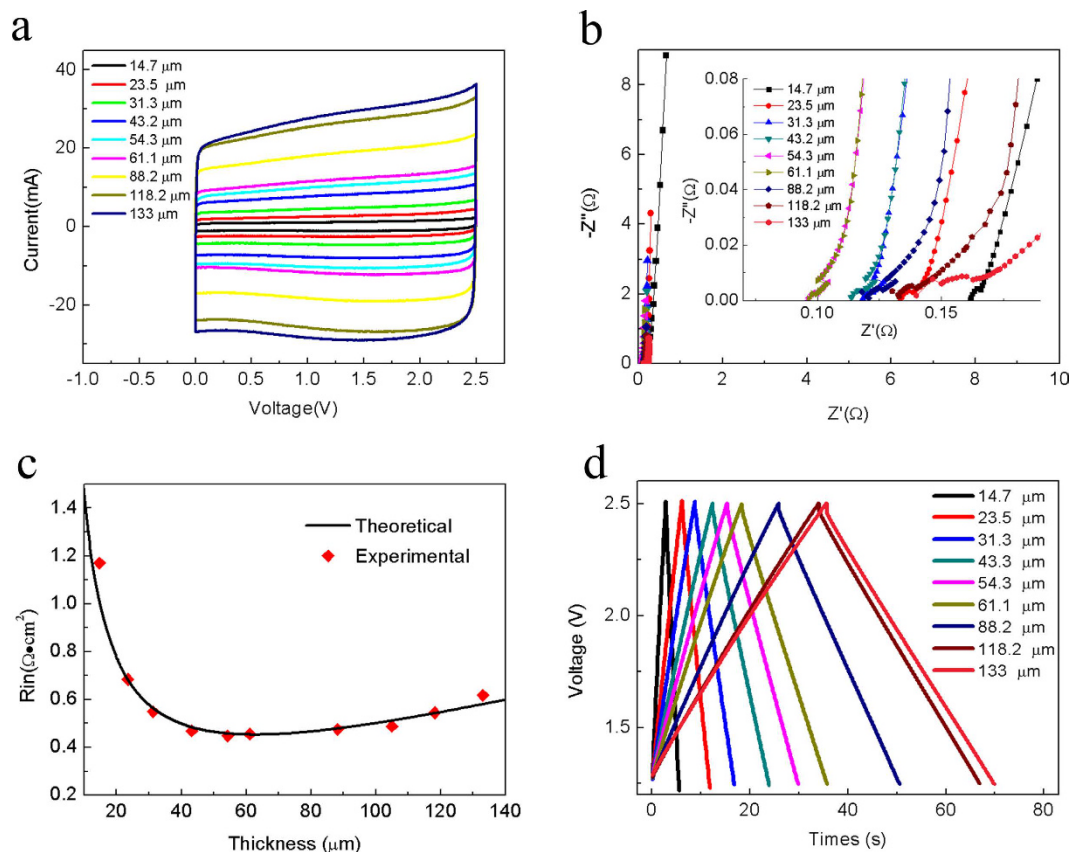 a
40
20
0
-20
Current(mA)
14.7 μm
23.5 μm
31.3 μm
43.2 μm
54.3 μm
61.1 μm
88.2 μm
118.2 μm
133 μm
-1.0 -0.5 0.0 0.5 1.0 1.5 2.0 2.5
Voltage(V)
b
8
6
4
2
0
-Z"(Ω)
0 2 4 6 8 10
Z'(Ω)
0.08
0.06
0.04
0.02
0.00
-Z"(Ω)
14.7 μm
23.5 μm
31.3 μm
43.2 μm
54.3 μm
61.1 μm
88.2 μm
118.2 μm
133 μm
0.10 0.15
Z'(Ω)
c
1.4
1.2
1.0
0.8
0.6
0.4
0.2
Rin(Ω•cm²)
Theoretical
Experimental
20 40 60 80 100 120 140
Thickness (μm)
d
2.5
2.0
1.5
Voltage (V)
14.7 μm
23.5 μm
31.3 μm
43.3 μm
54.3 μm
61.1 μm
88.2 μm
118.2 μm
133 μm
0 20 40 60 80
Times (s)